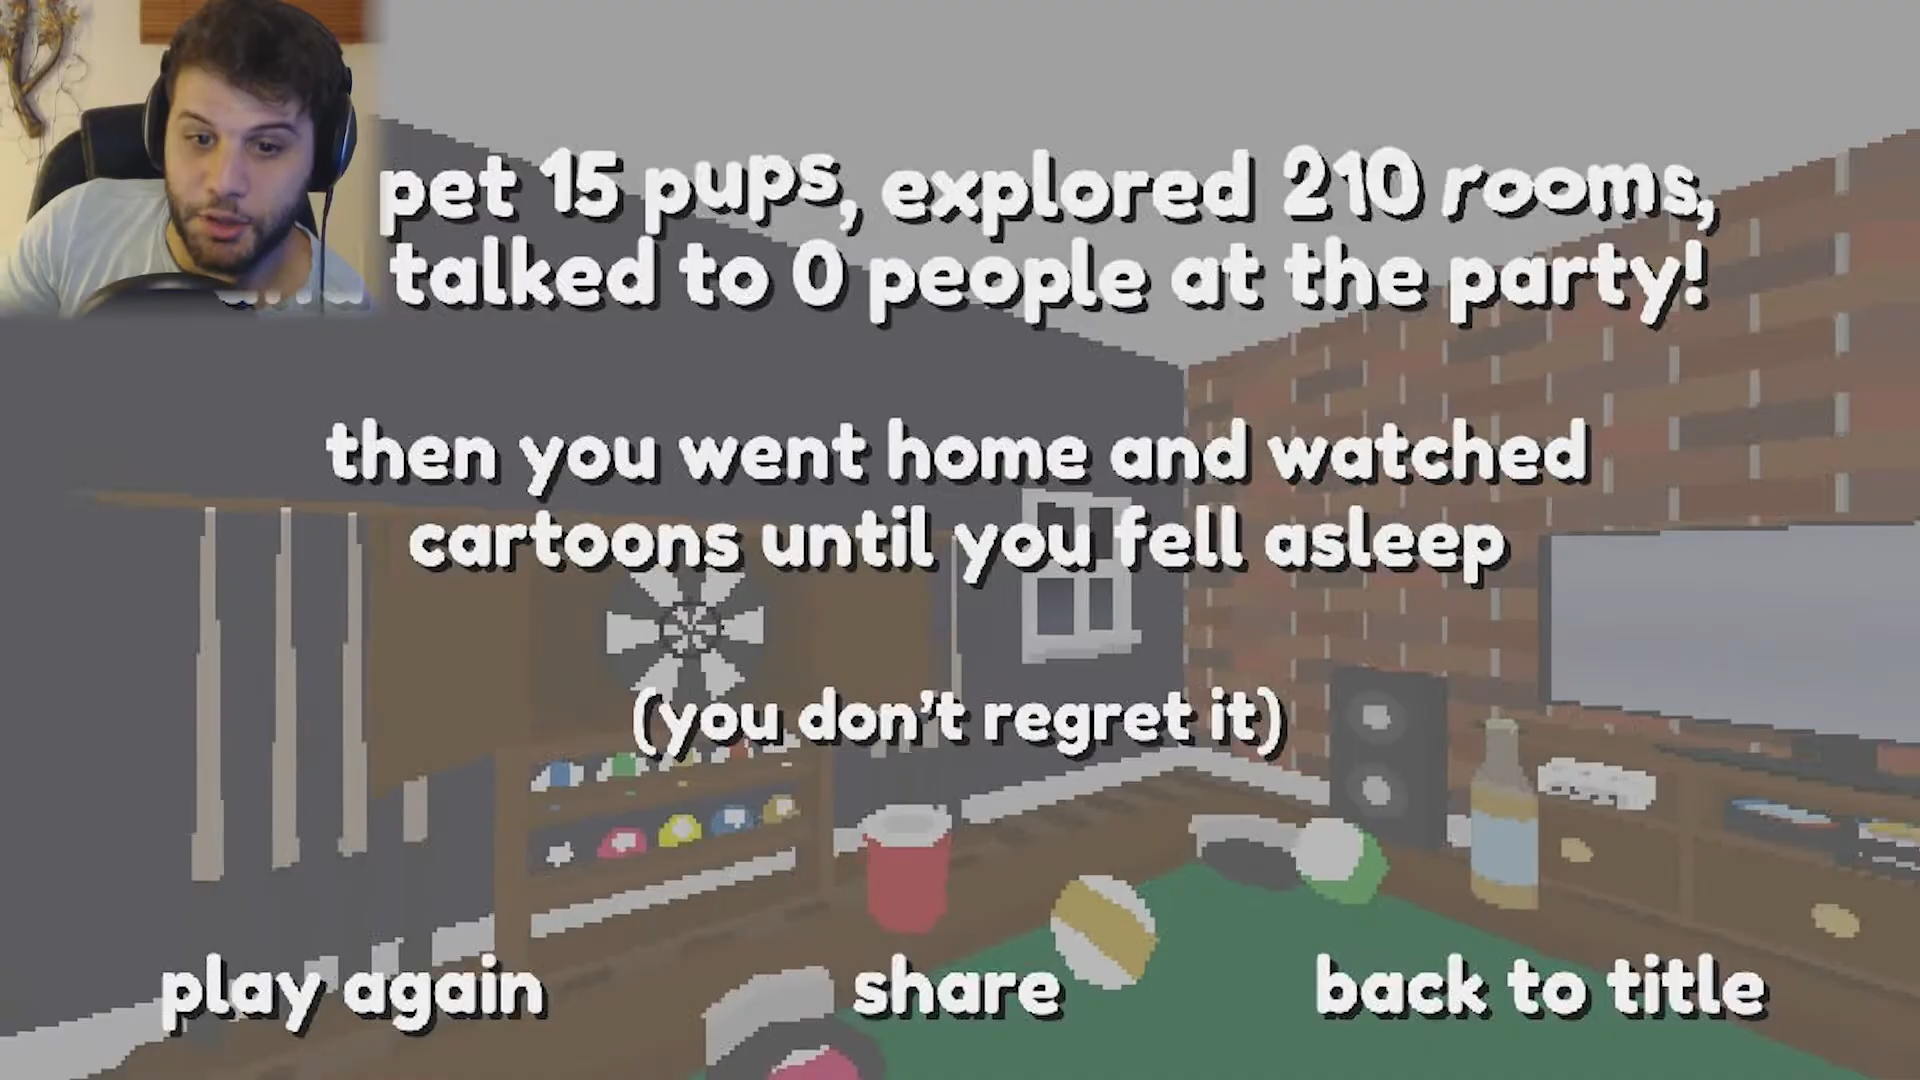 pet 15 pups, explored 210 rooms,
talked to 0 people at the party!
then you went home and watched
cartoons until you fell asleep
(you don't regret it)
play again share back to title